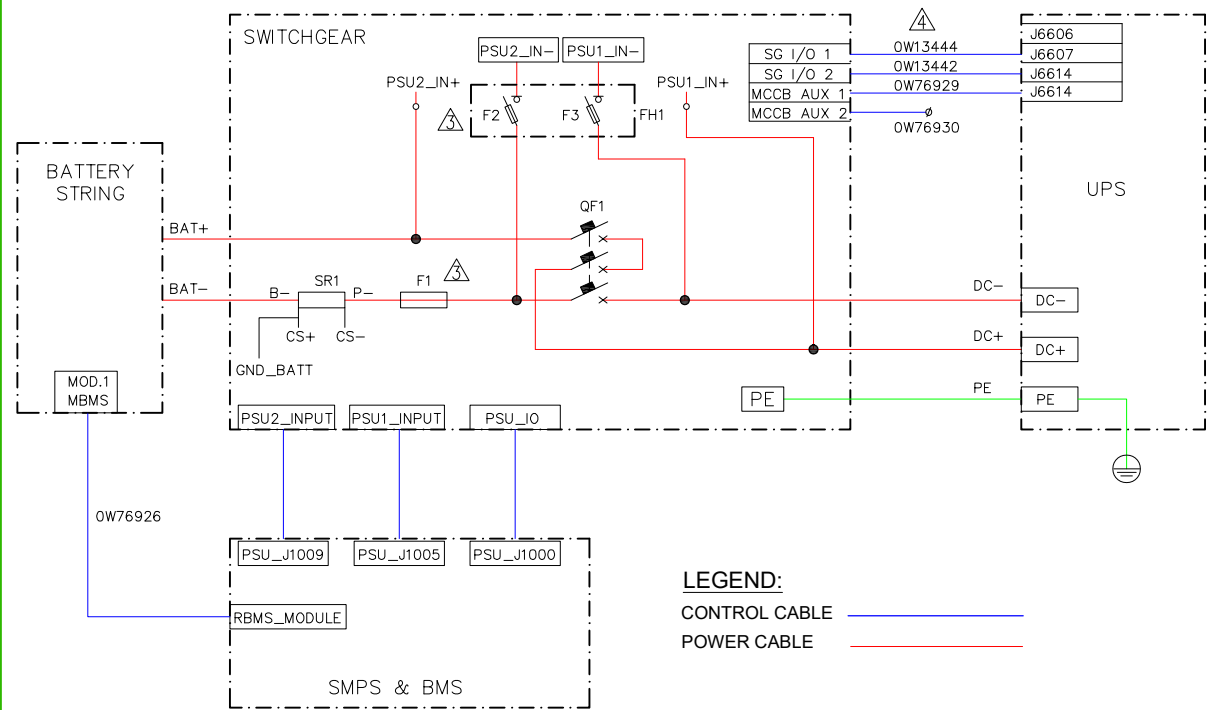 SWITCHGEAR
4
PSU2_IN-
PSU1_IN-
SG I/O 1
0W13444
J6606
J6607
SG I/O 2
0W13442
J6614
MCCB AUX 1
0W76929
J6614
MCCB AUX 2
0W76930
PSU2_IN+
PSU1_IN+
3
F2
F3
FH1
BATTERY
STRING
UPS
QF1
BAT+
BAT-
B-
SR1
P-
F1
3
CS+
CS-
GND_BATT
DC-
DC-
DC+
DC+
MOD.1
MBMS
PE
PE
PE
PSU2_INPUT
PSU1_INPUT
PSU_IO
0W76926
PSU_J1009
PSU_J1005
PSU_J1000
RBMS_MODULE
SMPS & BMS
LEGEND:
CONTROL CABLE
POWER CABLE